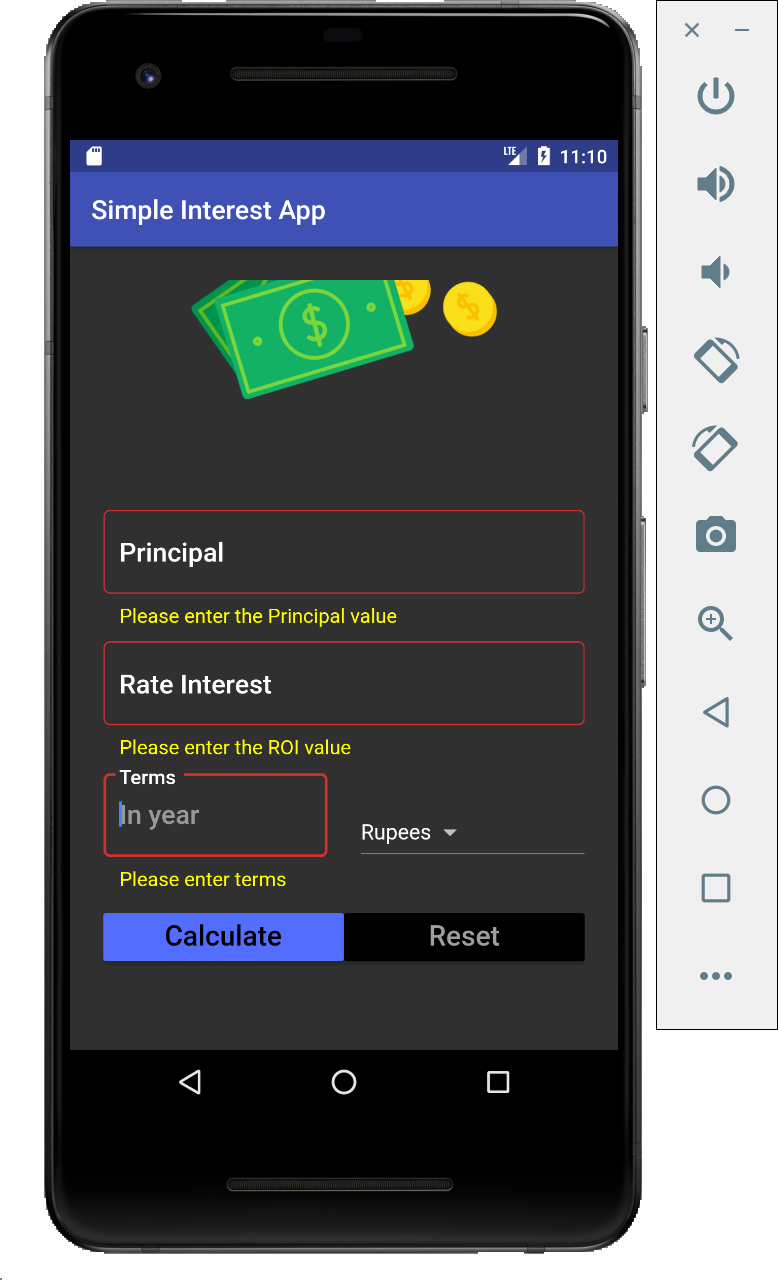 LTE 11:10
Simple Interest App
$ $ $
Principal
Please enter the Principal value
Rate Interest
Please enter the ROI value
Terms
In year
Rupees
Please enter terms
Calculate Reset